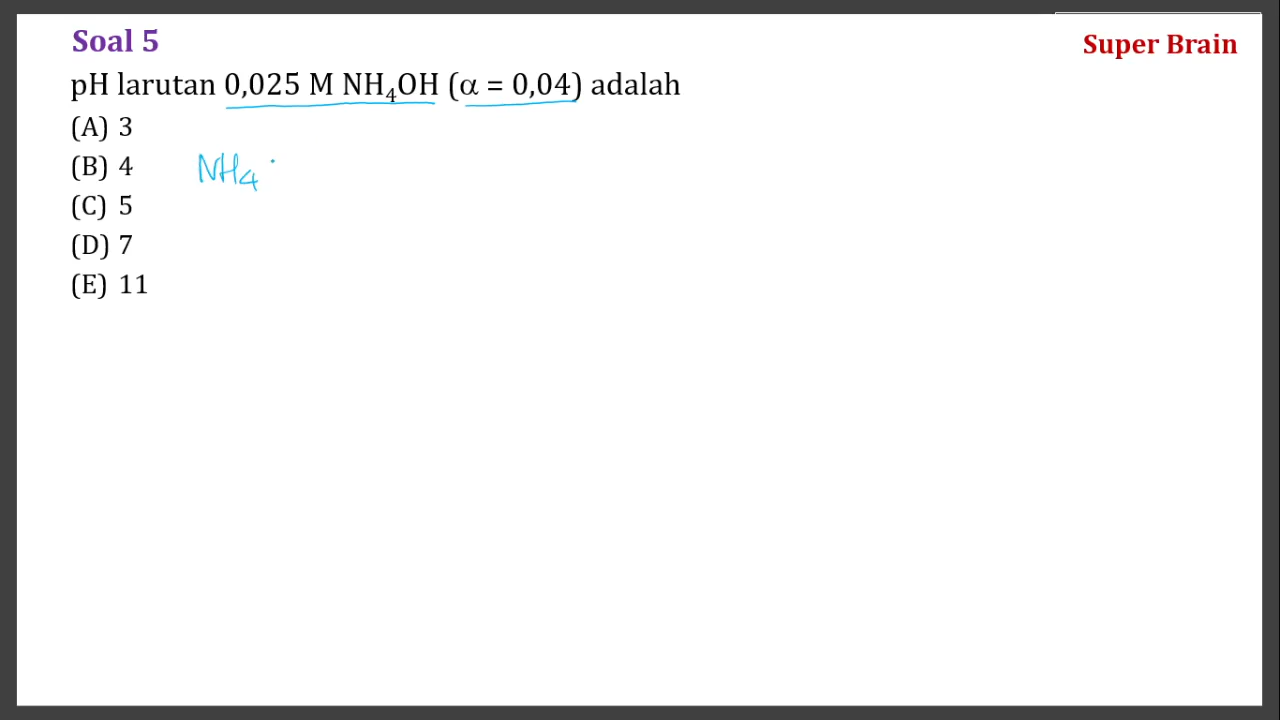 Soal 5
Super Brain
pH larutan 0,025 M NH₄OH (α = 0,04) adalah
(A) 3
(B) 4
NH₄
(C) 5
(D) 7
(E) 11